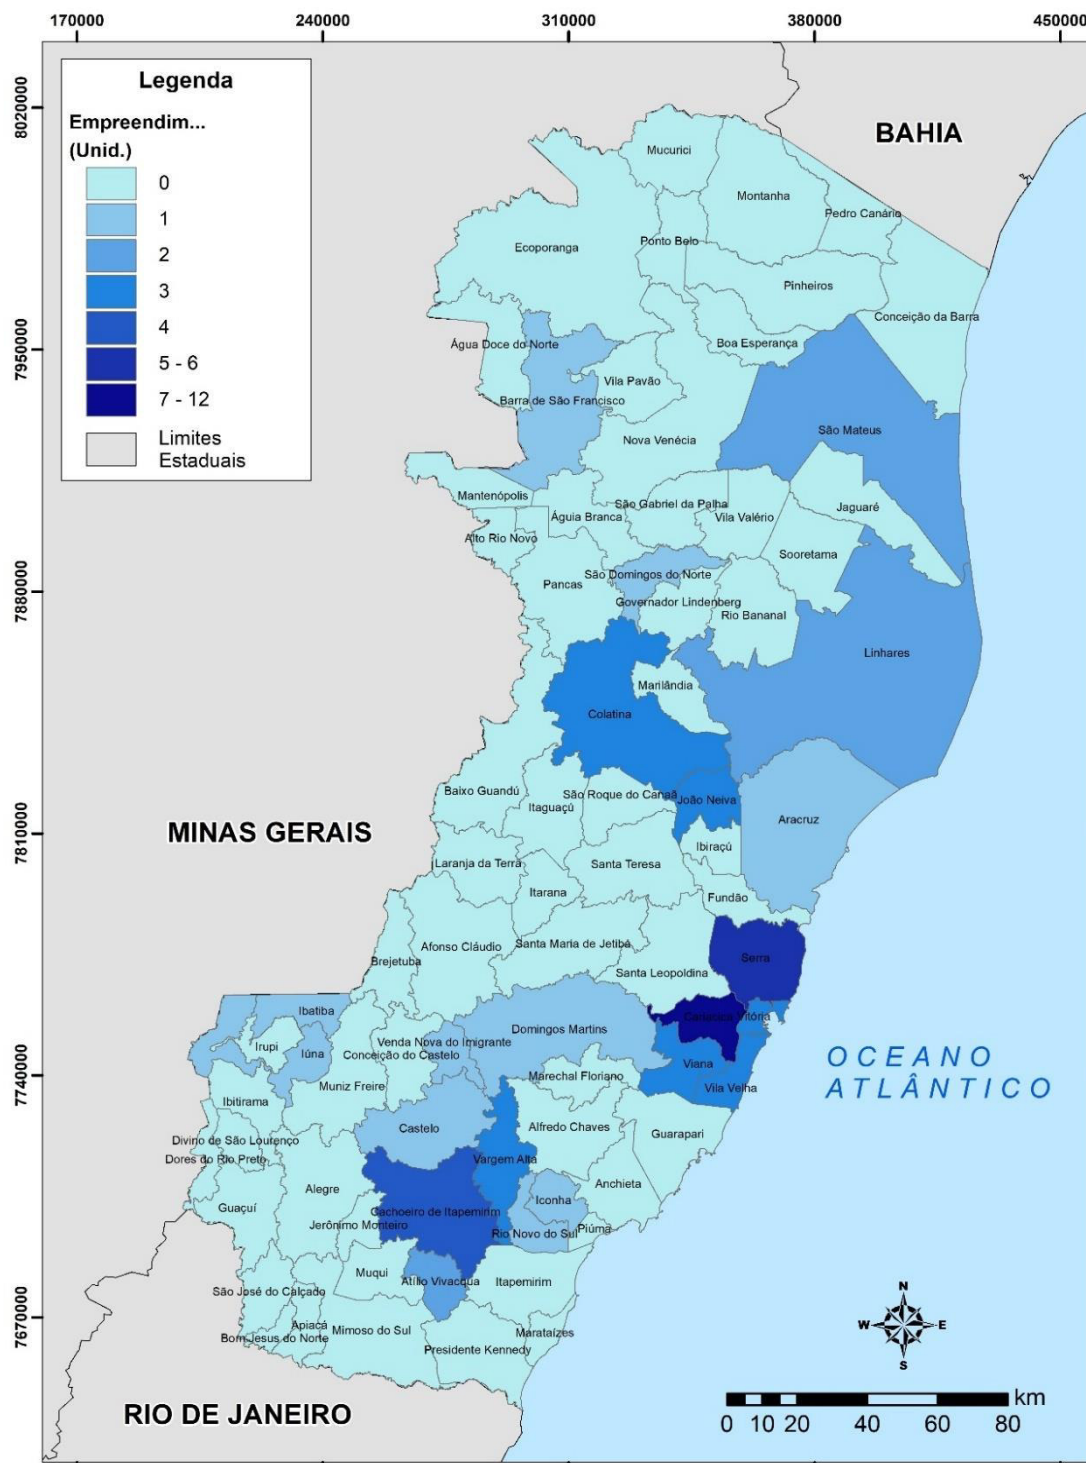 170000 240000 310000 380000 450000
8020000
7950000
7880000
7810000
7740000
7670000
Legenda
Empreendim...
(Unid.)
0
1
2
3
4
5 - 6
7 - 12
Limites
Estaduais
BAHIA
MINAS GERAIS
RIO DE JANEIRO
OCEANO
ATLÂNTICO
Mucurici
Montanha
Pedro Canário
Ecoporanga
Ponto Belo
Pinheiros
Conceição da Barra
Água Doce do Norte
Boa Esperança
Vila Pavão
Barra de São Francisco
São Mateus
Nova Venécia
Mantenópolis
São Gabriel da Palha
Jaguaré
Águia Branca
Vila Valério
Alto Rio Novo
Sooretama
São Domingos do Norte
Pancas
Governador Lindenberg
Rio Bananal
Linhares
Marilândia
Colatina
Baixo Guandú
São Roque do Canaã
João Neiva
Itaguaçú
Aracruz
Ibiraçú
Laranja da Terra
Santa Teresa
Itarana
Fundão
Afonso Cláudio
Santa Maria de Jetibá
Brejetuba
Serra
Santa Leopoldina
Ibatiba
Cariacica
Vitória
Domingos Martins
Venda Nova do Imigrante
Irupi
Iúna
Conceição do Castelo
Viana
Marechal Floriano
Muniz Freire
Vila Velha
Ibitirama
Castelo
Alfredo Chaves
Guarapari
Divino de São Lourenço
Dores do Rio Preto
Vargem Alta
Anchieta
Alegre
Iconha
Guaçuí
Cachoeiro de Itapemirim
Jerônimo Monteiro
Rio Novo do Sul
Piúma
Muqui
Atílio Vivacqua
Itapemirim
São José do Calçado
Apiacá
Mimoso do Sul
Bom Jesus do Norte
Marataízes
Presidente Kennedy
N
W E
S
km
0 10 20 40 60 80